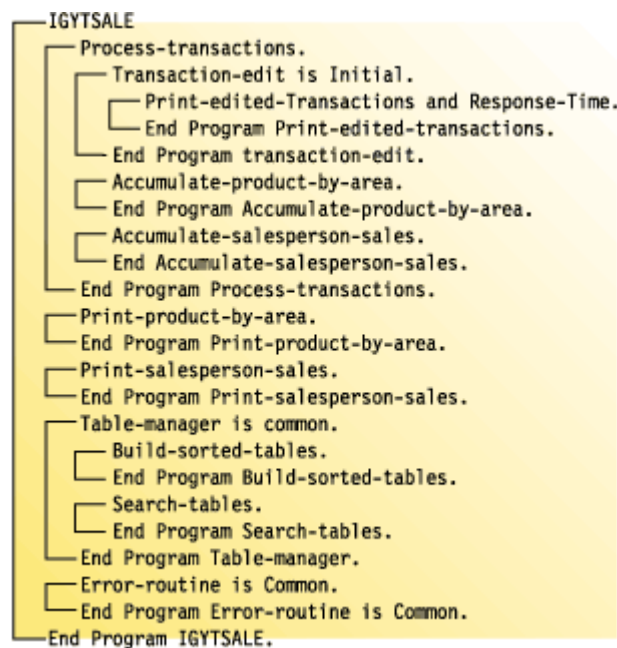 IGYTSALE
Process-transactions.
Transaction-edit is Initial.
Print-edited-Transactions and Response-Time.
End Program Print-edited-transactions.
End Program transaction-edit.
Accumulate-product-by-area.
End Program Accumulate-product-by-area.
Accumulate-salesperson-sales.
End Accumulate-salesperson-sales.
End Program Process-transactions.
Print-product-by-area.
End Program Print-product-by-area.
Print-salesperson-sales.
End Program Print-salesperson-sales.
Table-manager is common.
Build-sorted-tables.
End Program Build-sorted-tables.
Search-tables.
End Program Search-tables.
End Program Table-manager.
Error-routine is Common.
End Program Error-routine is Common.
End Program IGYTSALE.